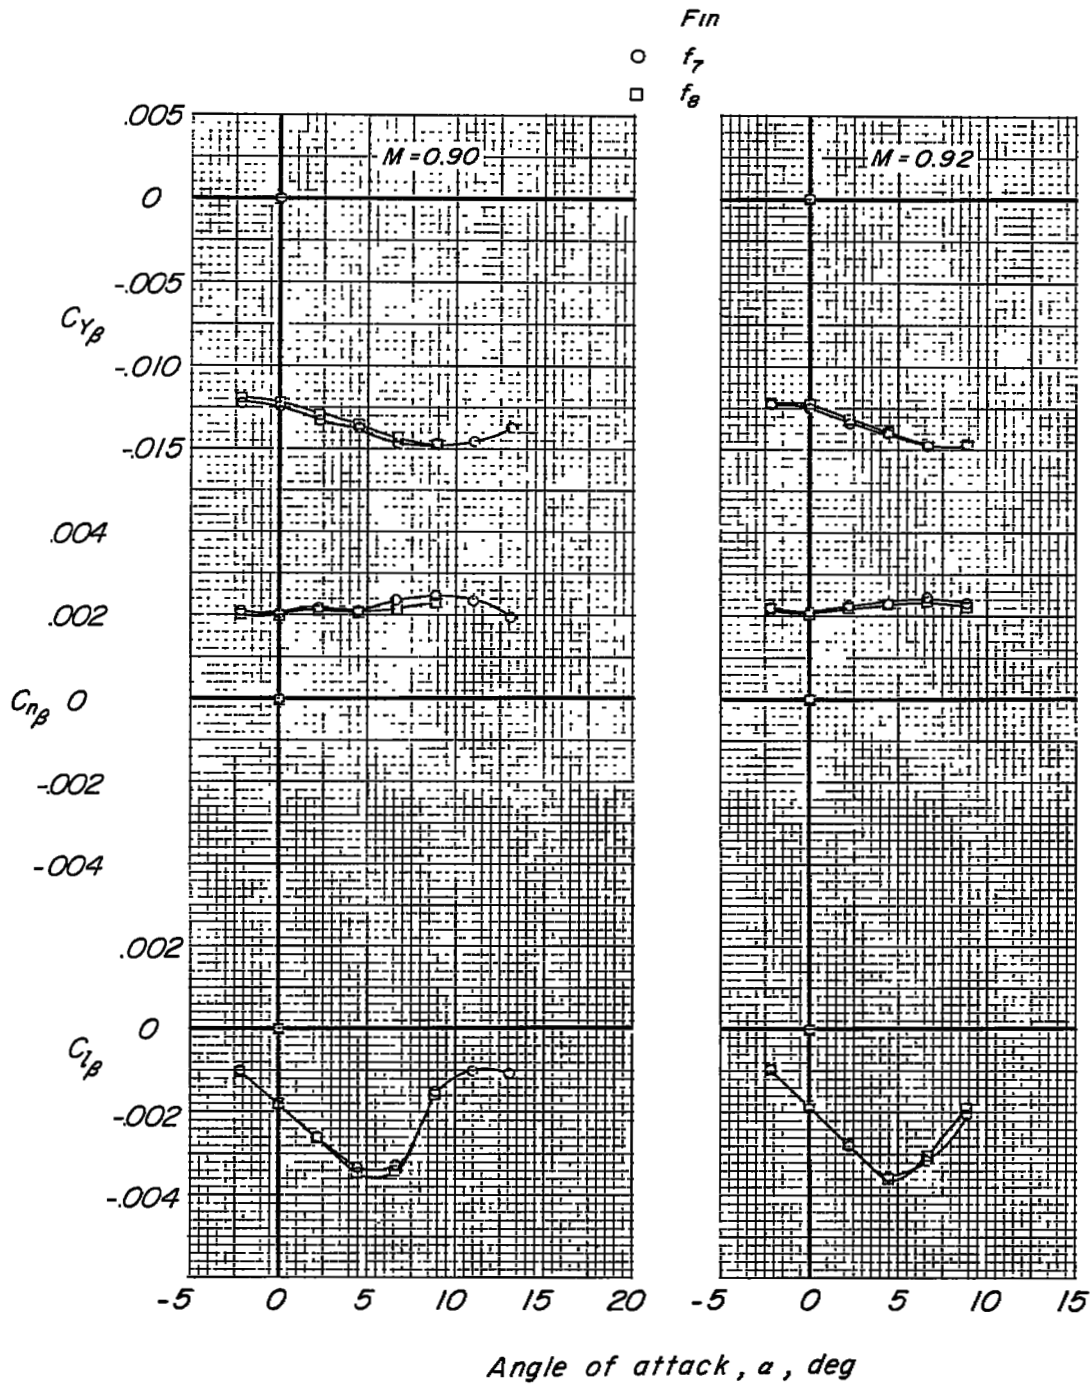 Fin
f7
f8
M = 0.90
M = 0.92
.005
0
-.005
CYβ
-.010
-.015
.004
.002
Cnβ 0
-.002
-.004
.002
0
Clβ
-.002
-.004
-5 0 5 10 15 20
-5 0 5 10 15
Angle of attack, α, deg